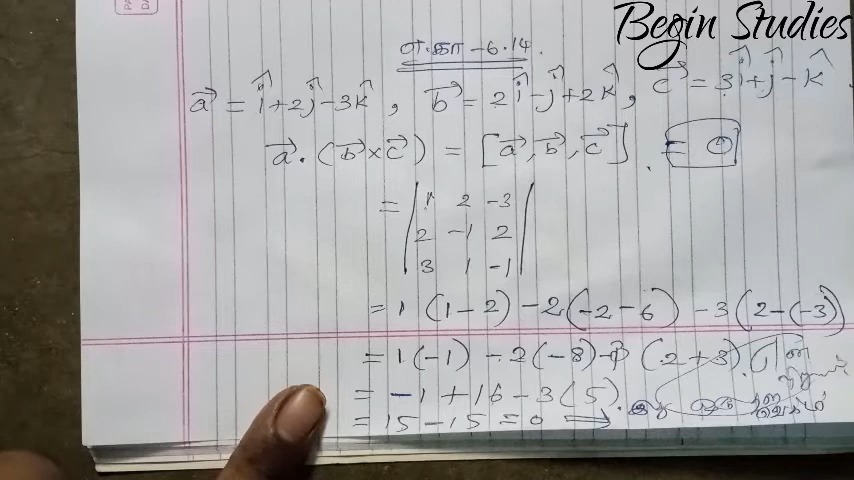 Begin Studies
எ.கா - 6.14.
a⃗ = î+2ĵ-3k̂, b⃗ = 2î-ĵ+2k̂, c⃗ = 3î+ĵ-k̂
a⃗.(b⃗×c⃗) = [a⃗,b⃗,c⃗]. = 0
= | 1 2 -3
2 -1 2
3 1 -1 |
= 1 (1-2) -2(-2-6) -3(2-(-3))
= 1(-1) -2(-8)-3 (2+3).
= -1 + 16 - 3(5).
= 15 - 15 = 0 ⟹ ஒரு தள